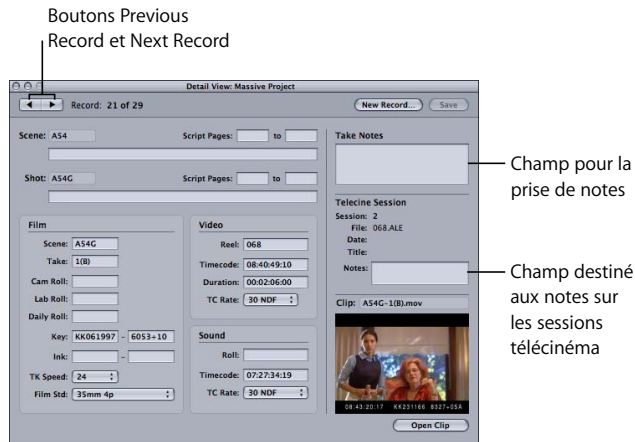 Boutons Previous
Record et Next Record
Detail View: Massive Project
Record: 21 of 29
New Record...
Save
Scene: A54
Script Pages: to
Shot: A54G
Script Pages: to
Film
Scene: A54G
Take: 1(B)
Cam Roll:
Lab Roll:
Daily Roll:
Key: KK061997 - 6053+10
Ink: -
TK Speed: 24
Film Std: 35mm 4p
Video
Reel: 068
Timecode: 08:40:49:10
Duration: 00:02:06:00
TC Rate: 30 NDF
Sound
Roll:
Timecode: 07:27:34:19
TC Rate: 30 NDF
Take Notes
Telecine Session
Session: 2
File: 068.ALE
Date:
Title:
Notes:
Clip: A54G-1(B).mov
08:43:20:17 KK231166 8327+05A
Open Clip
Champ pour la
prise de notes
Champ destiné
aux notes sur
les sessions
télécinéma